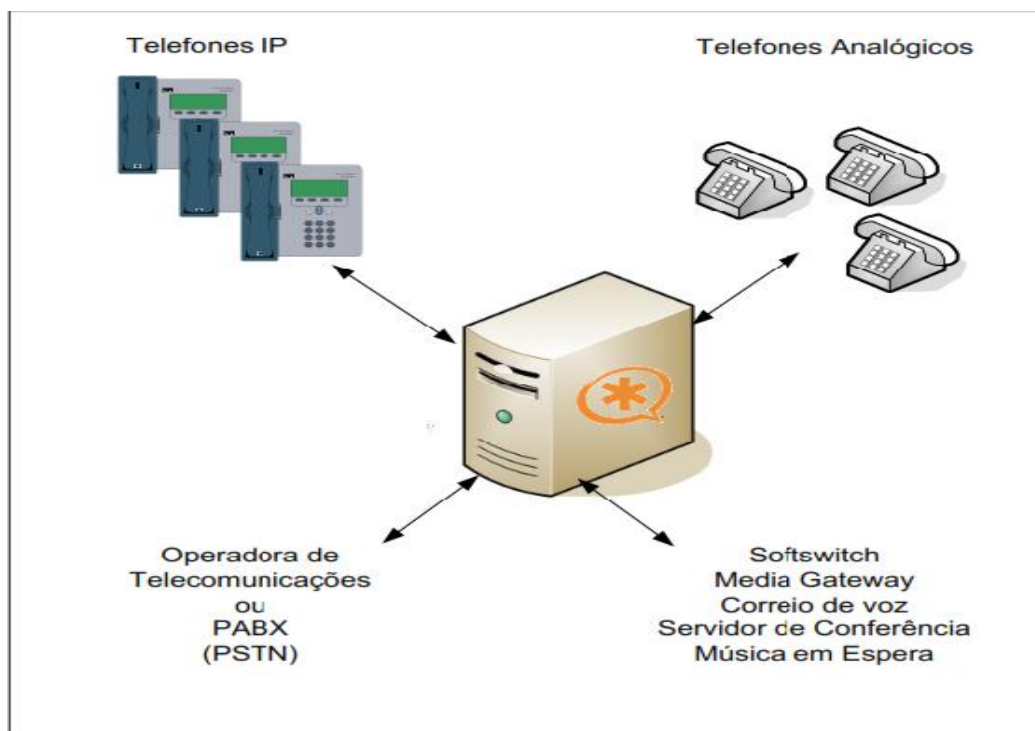 Telefones IP
Telefones Analógicos
Operadora de
Telecomunicações
ou
PABX
(PSTN)
Softswitch
Media Gateway
Correio de voz
Servidor de Conferência
Música em Espera